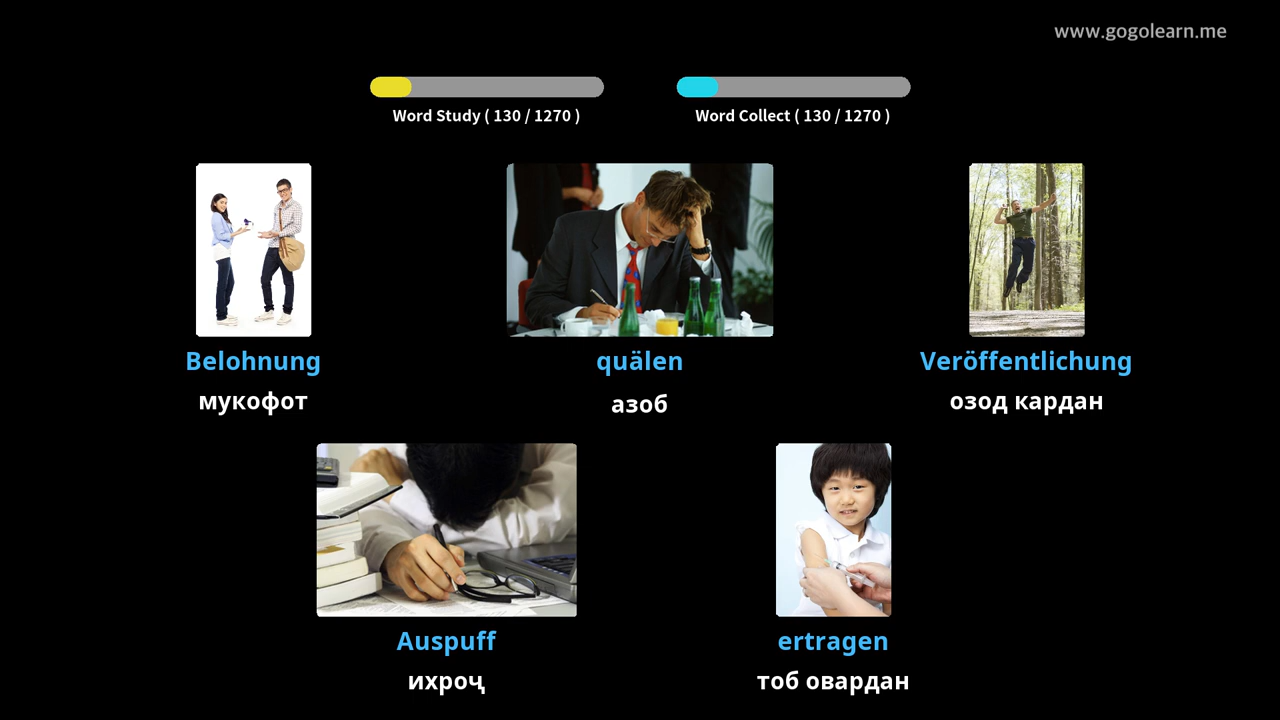 www.gogolearn.me
Word Study ( 130 / 1270 )
Word Collect ( 130 / 1270 )
Belohnung
мукофот
quälen
азоб
Veröffentlichung
озод кардан
Auspuff
ихроҷ
ertragen
тоб овардан